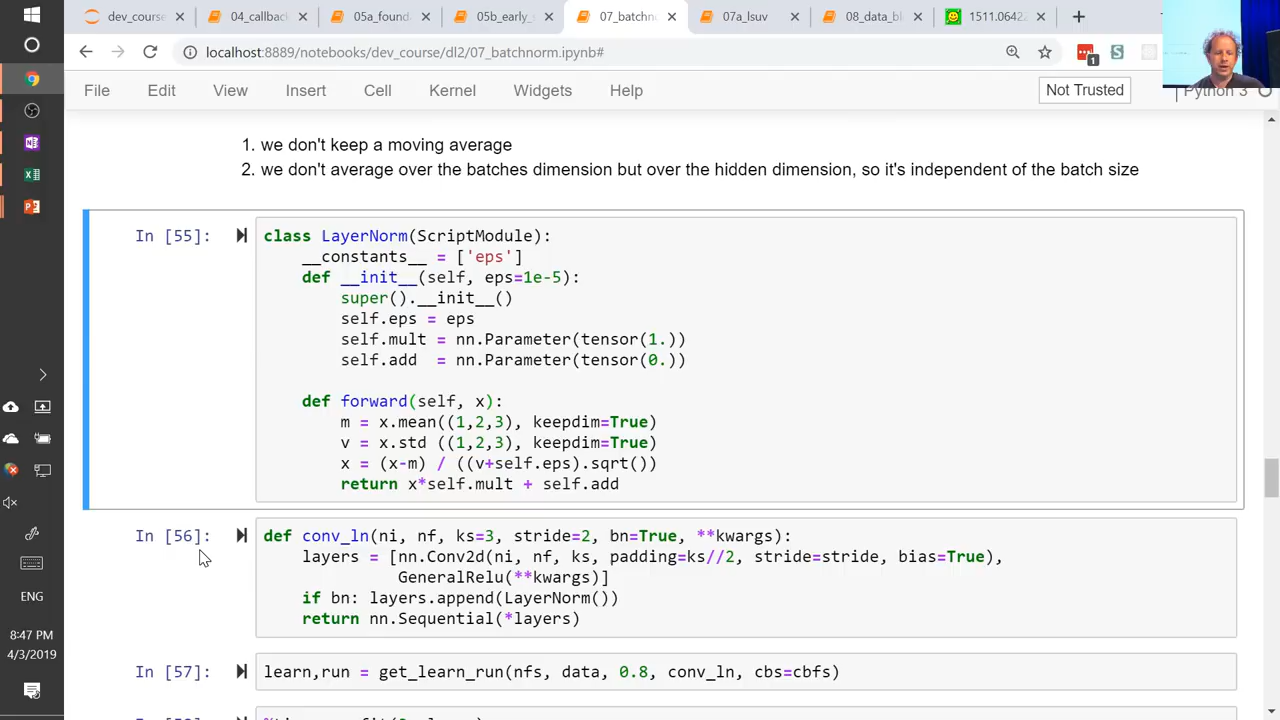 dev_course
04_callback
05a_found
05b_early_r
07_batchn
07a_lsuv
08_data_bl
1511.0642
localhost:8889/notebooks/dev_course/dl2/07_batchnorm.ipynb#
1
File Edit View Insert Cell Kernel Widgets Help Not Trusted Python 3
1. we don't keep a moving average
2. we don't average over the batches dimension but over the hidden dimension, so it's independent of the batch size
In [55]:
class LayerNorm(ScriptModule):
__constants__ = ['eps']
def __init__(self, eps=1e-5):
super().__init__()
self.eps = eps
self.mult = nn.Parameter(tensor(1.))
self.add  = nn.Parameter(tensor(0.))
def forward(self, x):
m = x.mean((1,2,3), keepdim=True)
v = x.std ((1,2,3), keepdim=True)
x = (x-m) / ((v+self.eps).sqrt())
return x*self.mult + self.add
In [56]:
def conv_ln(ni, nf, ks=3, stride=2, bn=True, **kwargs):
layers = [nn.Conv2d(ni, nf, ks, padding=ks//2, stride=stride, bias=True),
GeneralRelu(**kwargs)]
if bn: layers.append(LayerNorm())
return nn.Sequential(*layers)
In [57]:
learn,run = get_learn_run(nfs, data, 0.8, conv_ln, cbs=cbfs)
ENG
8:47 PM
4/3/2019